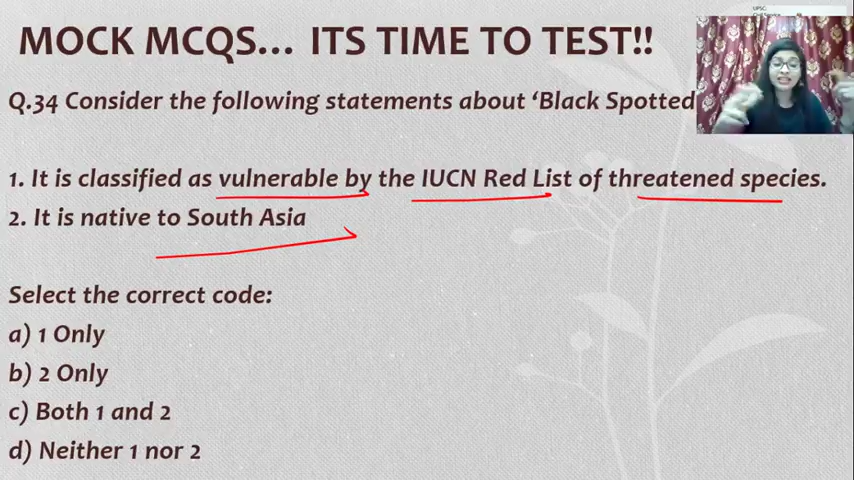 MOCK MCQS... ITS TIME TO TEST!!
Q.34 Consider the following statements about ‘Black Spotted
1. It is classified as vulnerable by the IUCN Red List of threatened species.
2. It is native to South Asia
Select the correct code:
a) 1 Only
b) 2 Only
c) Both 1 and 2
d) Neither 1 nor 2